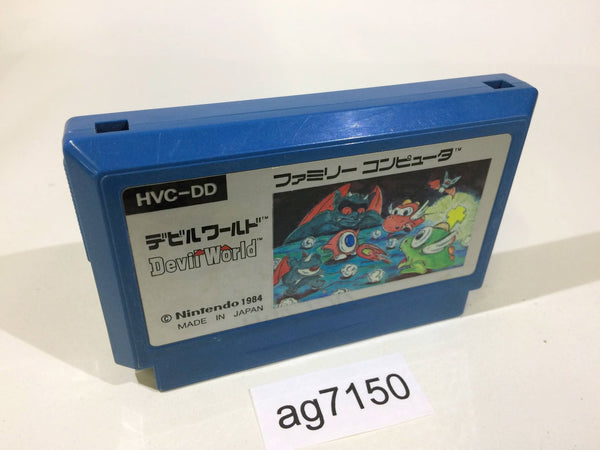 HVC-DD
ファミリー コンピュータ™
デビルワールド™
Devil World™
© Nintendo 1984
MADE IN JAPAN
ag7150